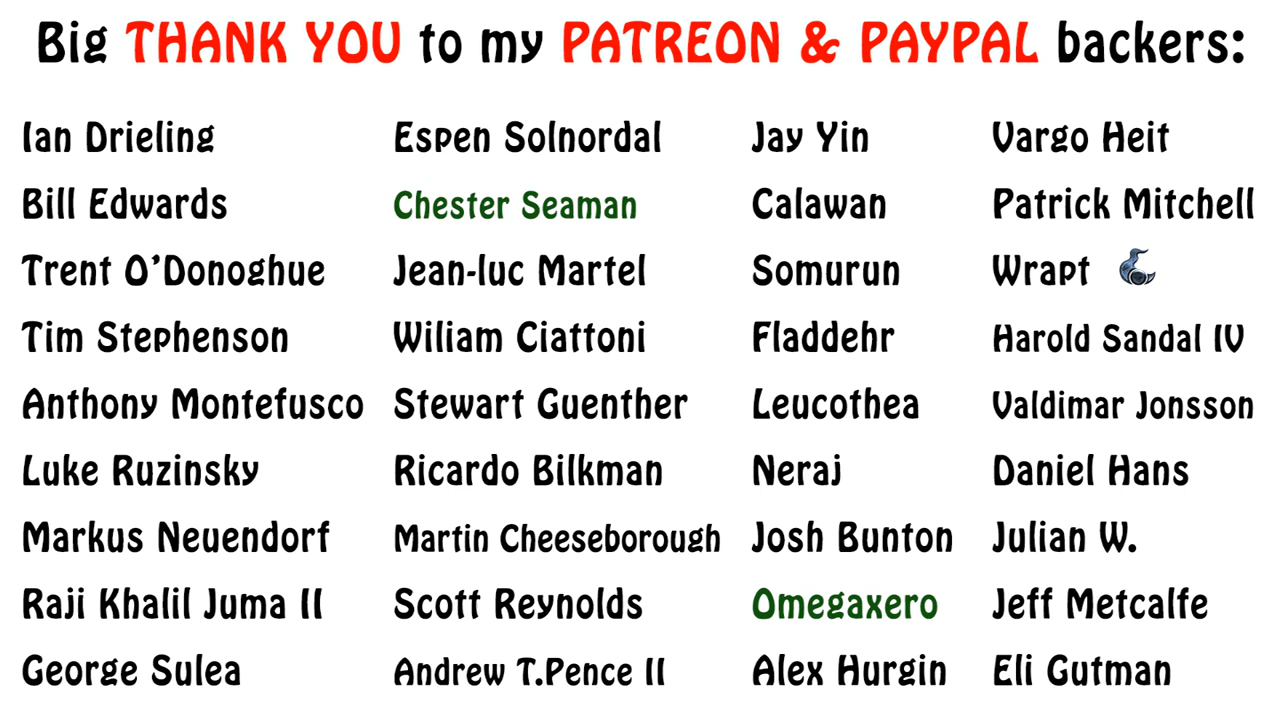 Big THANK YOU to my PATREON & PAYPAL backers:
Ian Drieling
Bill Edwards
Trent O'Donoghue
Tim Stephenson
Anthony Montefusco
Luke Ruzinsky
Markus Neuendorf
Raji Khalil Juma II
George Sulea
Espen Solnordal
Chester Seaman
Jean-luc Martel
Wiliam Ciattoni
Stewart Guenther
Ricardo Bilkman
Martin Cheeseborough
Scott Reynolds
Andrew T.Pence II
Jay Yin
Calawan
Somurun
Fladdehr
Leucothea
Neraj
Josh Bunton
Omegaxero
Alex Hurgin
Vargo Heit
Patrick Mitchell
Wrapt
Harold Sandal IV
Valdimar Jonsson
Daniel Hans
Julian W.
Jeff Metcalfe
Eli Gutman